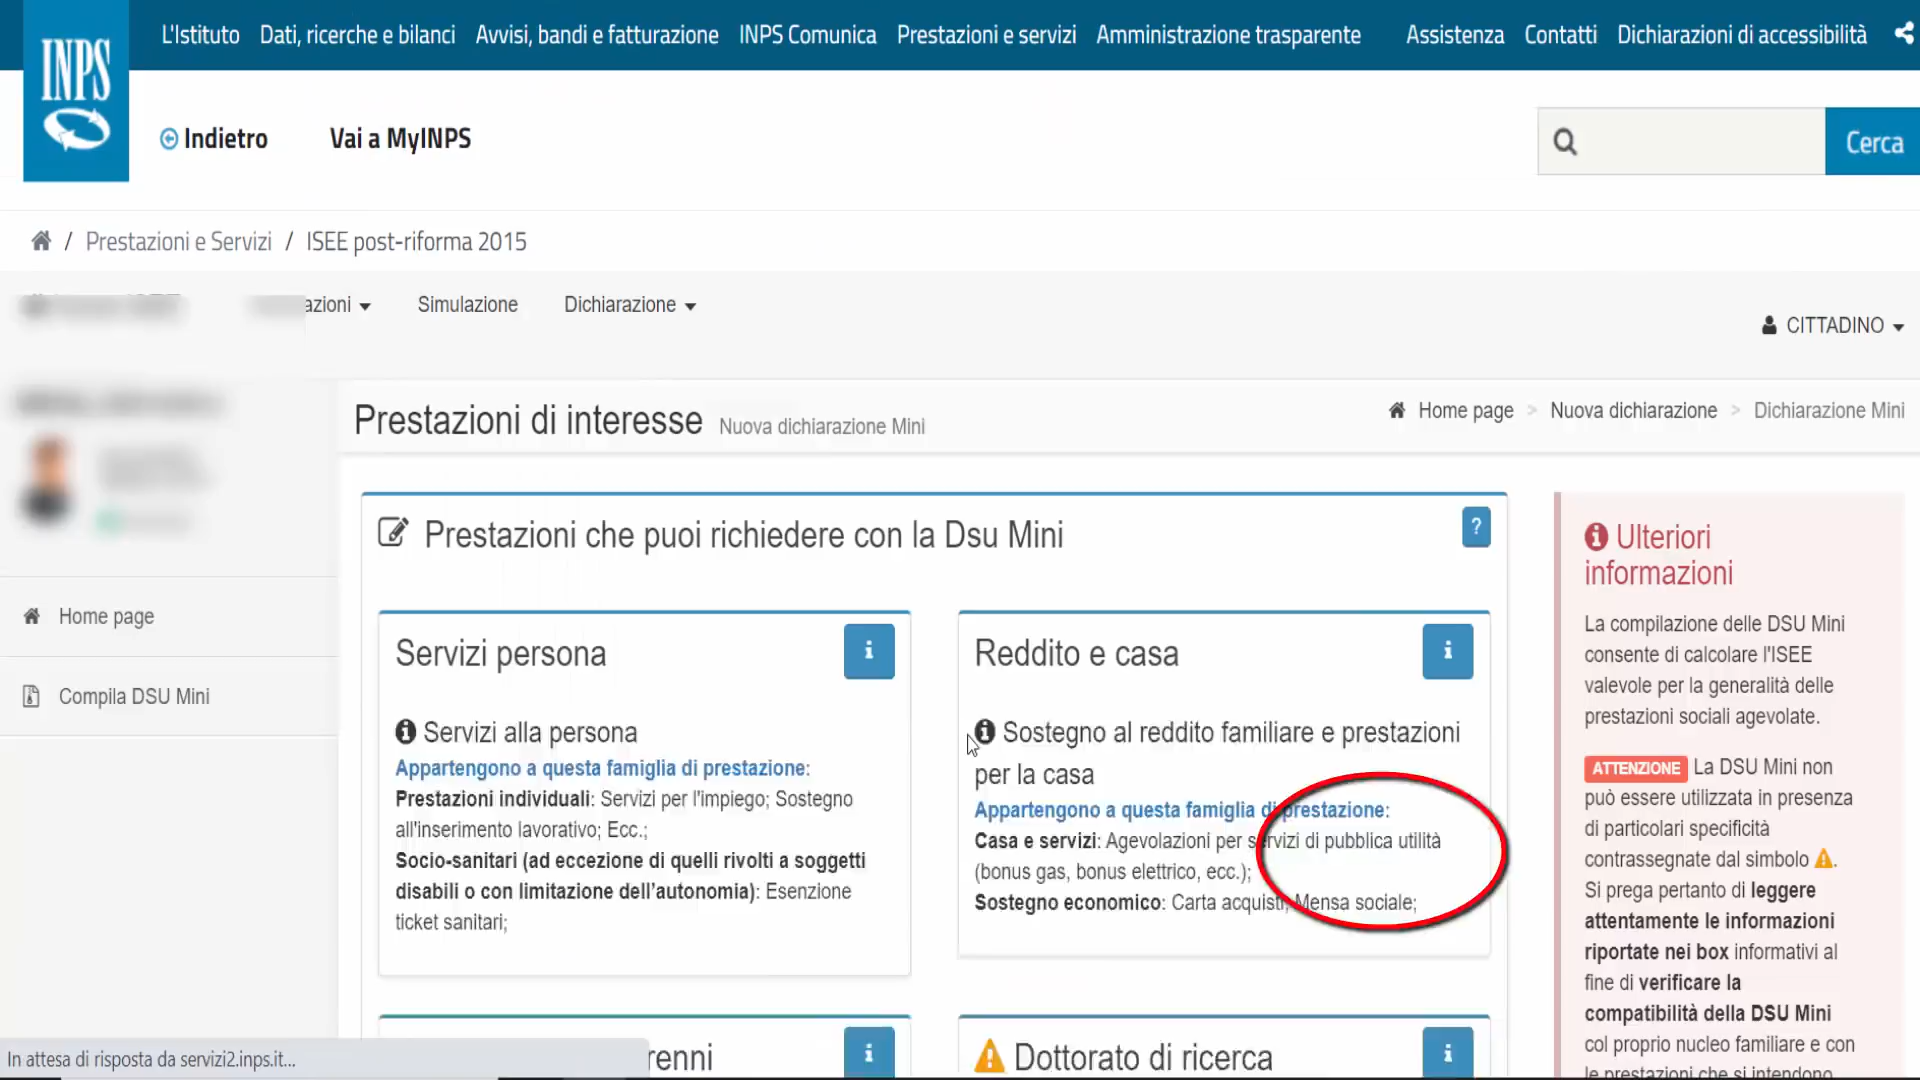 L'Istituto Dati, ricerche e bilanci Avvisi, bandi e fatturazione INPS Comunica Prestazioni e servizi Amministrazione trasparente Assistenza Contatti Dichiarazioni di accessibilità
INPS
Indietro Vai a MyINPS
Cerca
/ Prestazioni e Servizi / ISEE post-riforma 2015
azioni Simulazione Dichiarazione
CITTADINO
Prestazioni di interesse Nuova dichiarazione Mini
Home page > Nuova dichiarazione > Dichiarazione Mini
Home page
Compila DSU Mini
Prestazioni che puoi richiedere con la Dsu Mini ?
Servizi persona
Servizi alla persona
Appartengono a questa famiglia di prestazione:
Prestazioni individuali: Servizi per l'impiego; Sostegno
all'inserimento lavorativo; Ecc.;
Socio-sanitari (ad eccezione di quelli rivolti a soggetti
disabili o con limitazione dell'autonomia): Esenzione
ticket sanitari;
Reddito e casa
Sostegno al reddito familiare e prestazioni
per la casa
Appartengono a questa famiglia di prestazione:
Casa e servizi: Agevolazioni per servizi di pubblica utilità
(bonus gas, bonus elettrico, ecc.);
Sostegno economico: Carta acquisti; Mensa sociale;
renni
Dottorato di ricerca
Ulteriori
informazioni
La compilazione delle DSU Mini
consente di calcolare l'ISEE
valevole per la generalità delle
prestazioni sociali agevolate.
ATTENZIONE La DSU Mini non
può essere utilizzata in presenza
di particolari specificità
contrassegnate dal simbolo .
Si prega pertanto di leggere
attentamente le informazioni
riportate nei box informativi al
fine di verificare la
compatibilità della DSU Mini
col proprio nucleo familiare e con
le prestazioni che si intendono
In attesa di risposta da servizi2.inps.it...